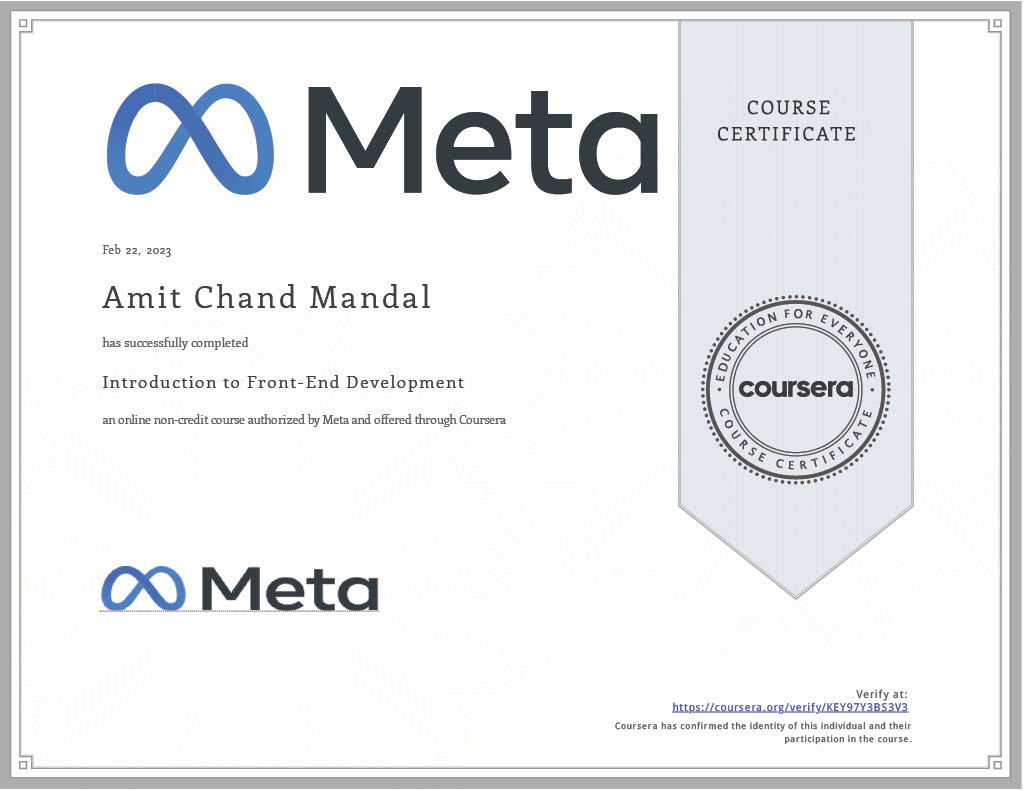 Meta
COURSE
CERTIFICATE
Feb 22, 2023
Amit Chand Mandal
has successfully completed
Introduction to Front-End Development
an online non-credit course authorized by Meta and offered through Coursera
EDUCATION FOR EVERYONE
coursera
COURSE CERTIFICATE
Meta
Verify at:
https://coursera.org/verify/KEY97Y3BS3V3
Coursera has confirmed the identity of this individual and their
participation in the course.